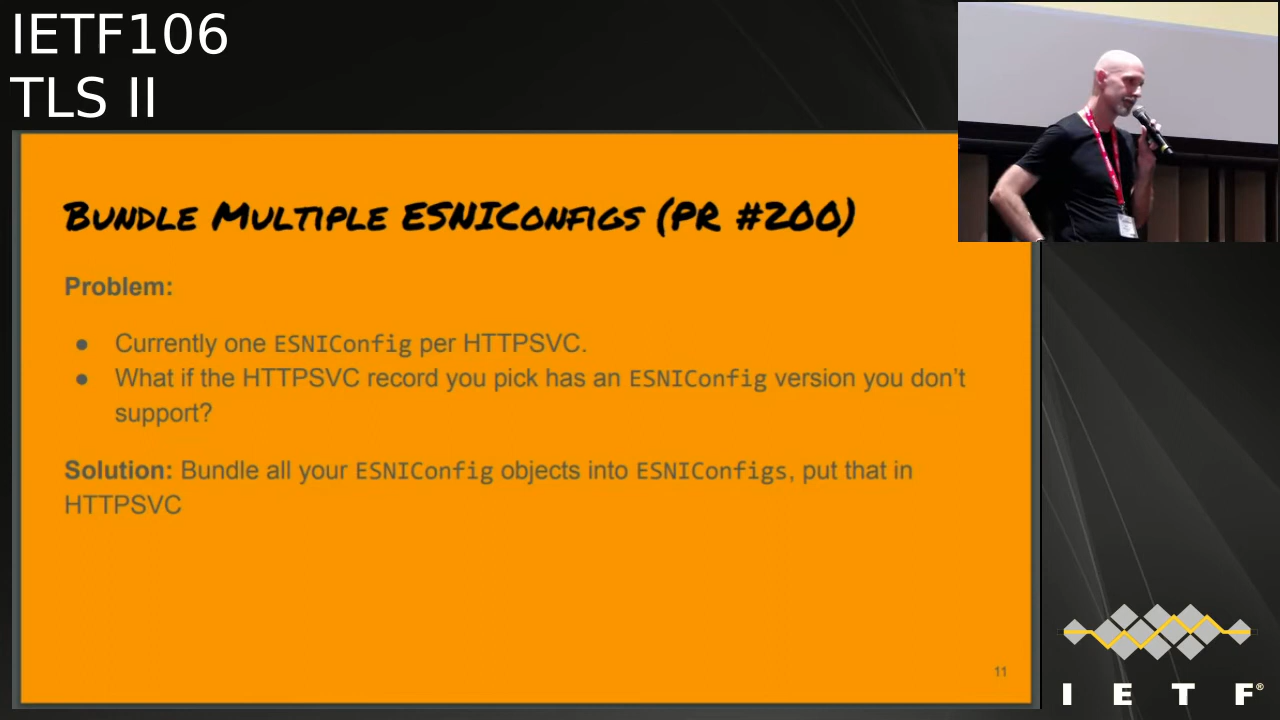 IETF106
TLS II
Bundle Multiple ESNIConfigs (PR #200)
Problem:
● Currently one ESNIConfig per HTTPSVC.
● What if the HTTPSVC record you pick has an ESNIConfig version you don't
support?
Solution: Bundle all your ESNIConfig objects into ESNIConfigs, put that in
HTTPSVC
11
I E T F®